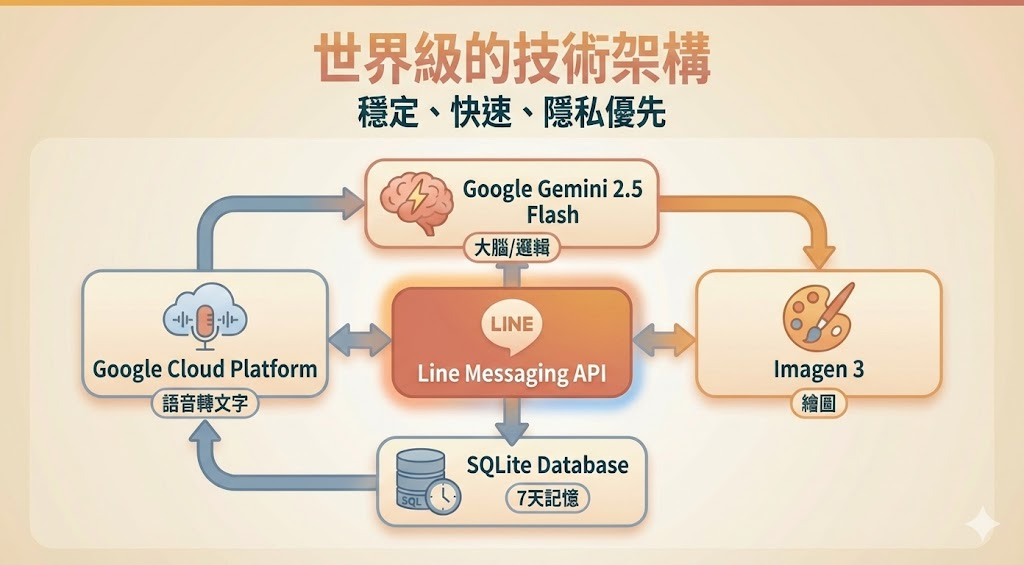 世界級的技術架構
穩定、快速、隱私優先
Google Gemini 2.5
Flash
大腦/邏輯
LINE
Line Messaging API
Google Cloud Platform
語音轉文字
Imagen 3
繪圖
SQL
SQLite Database
7天記憶